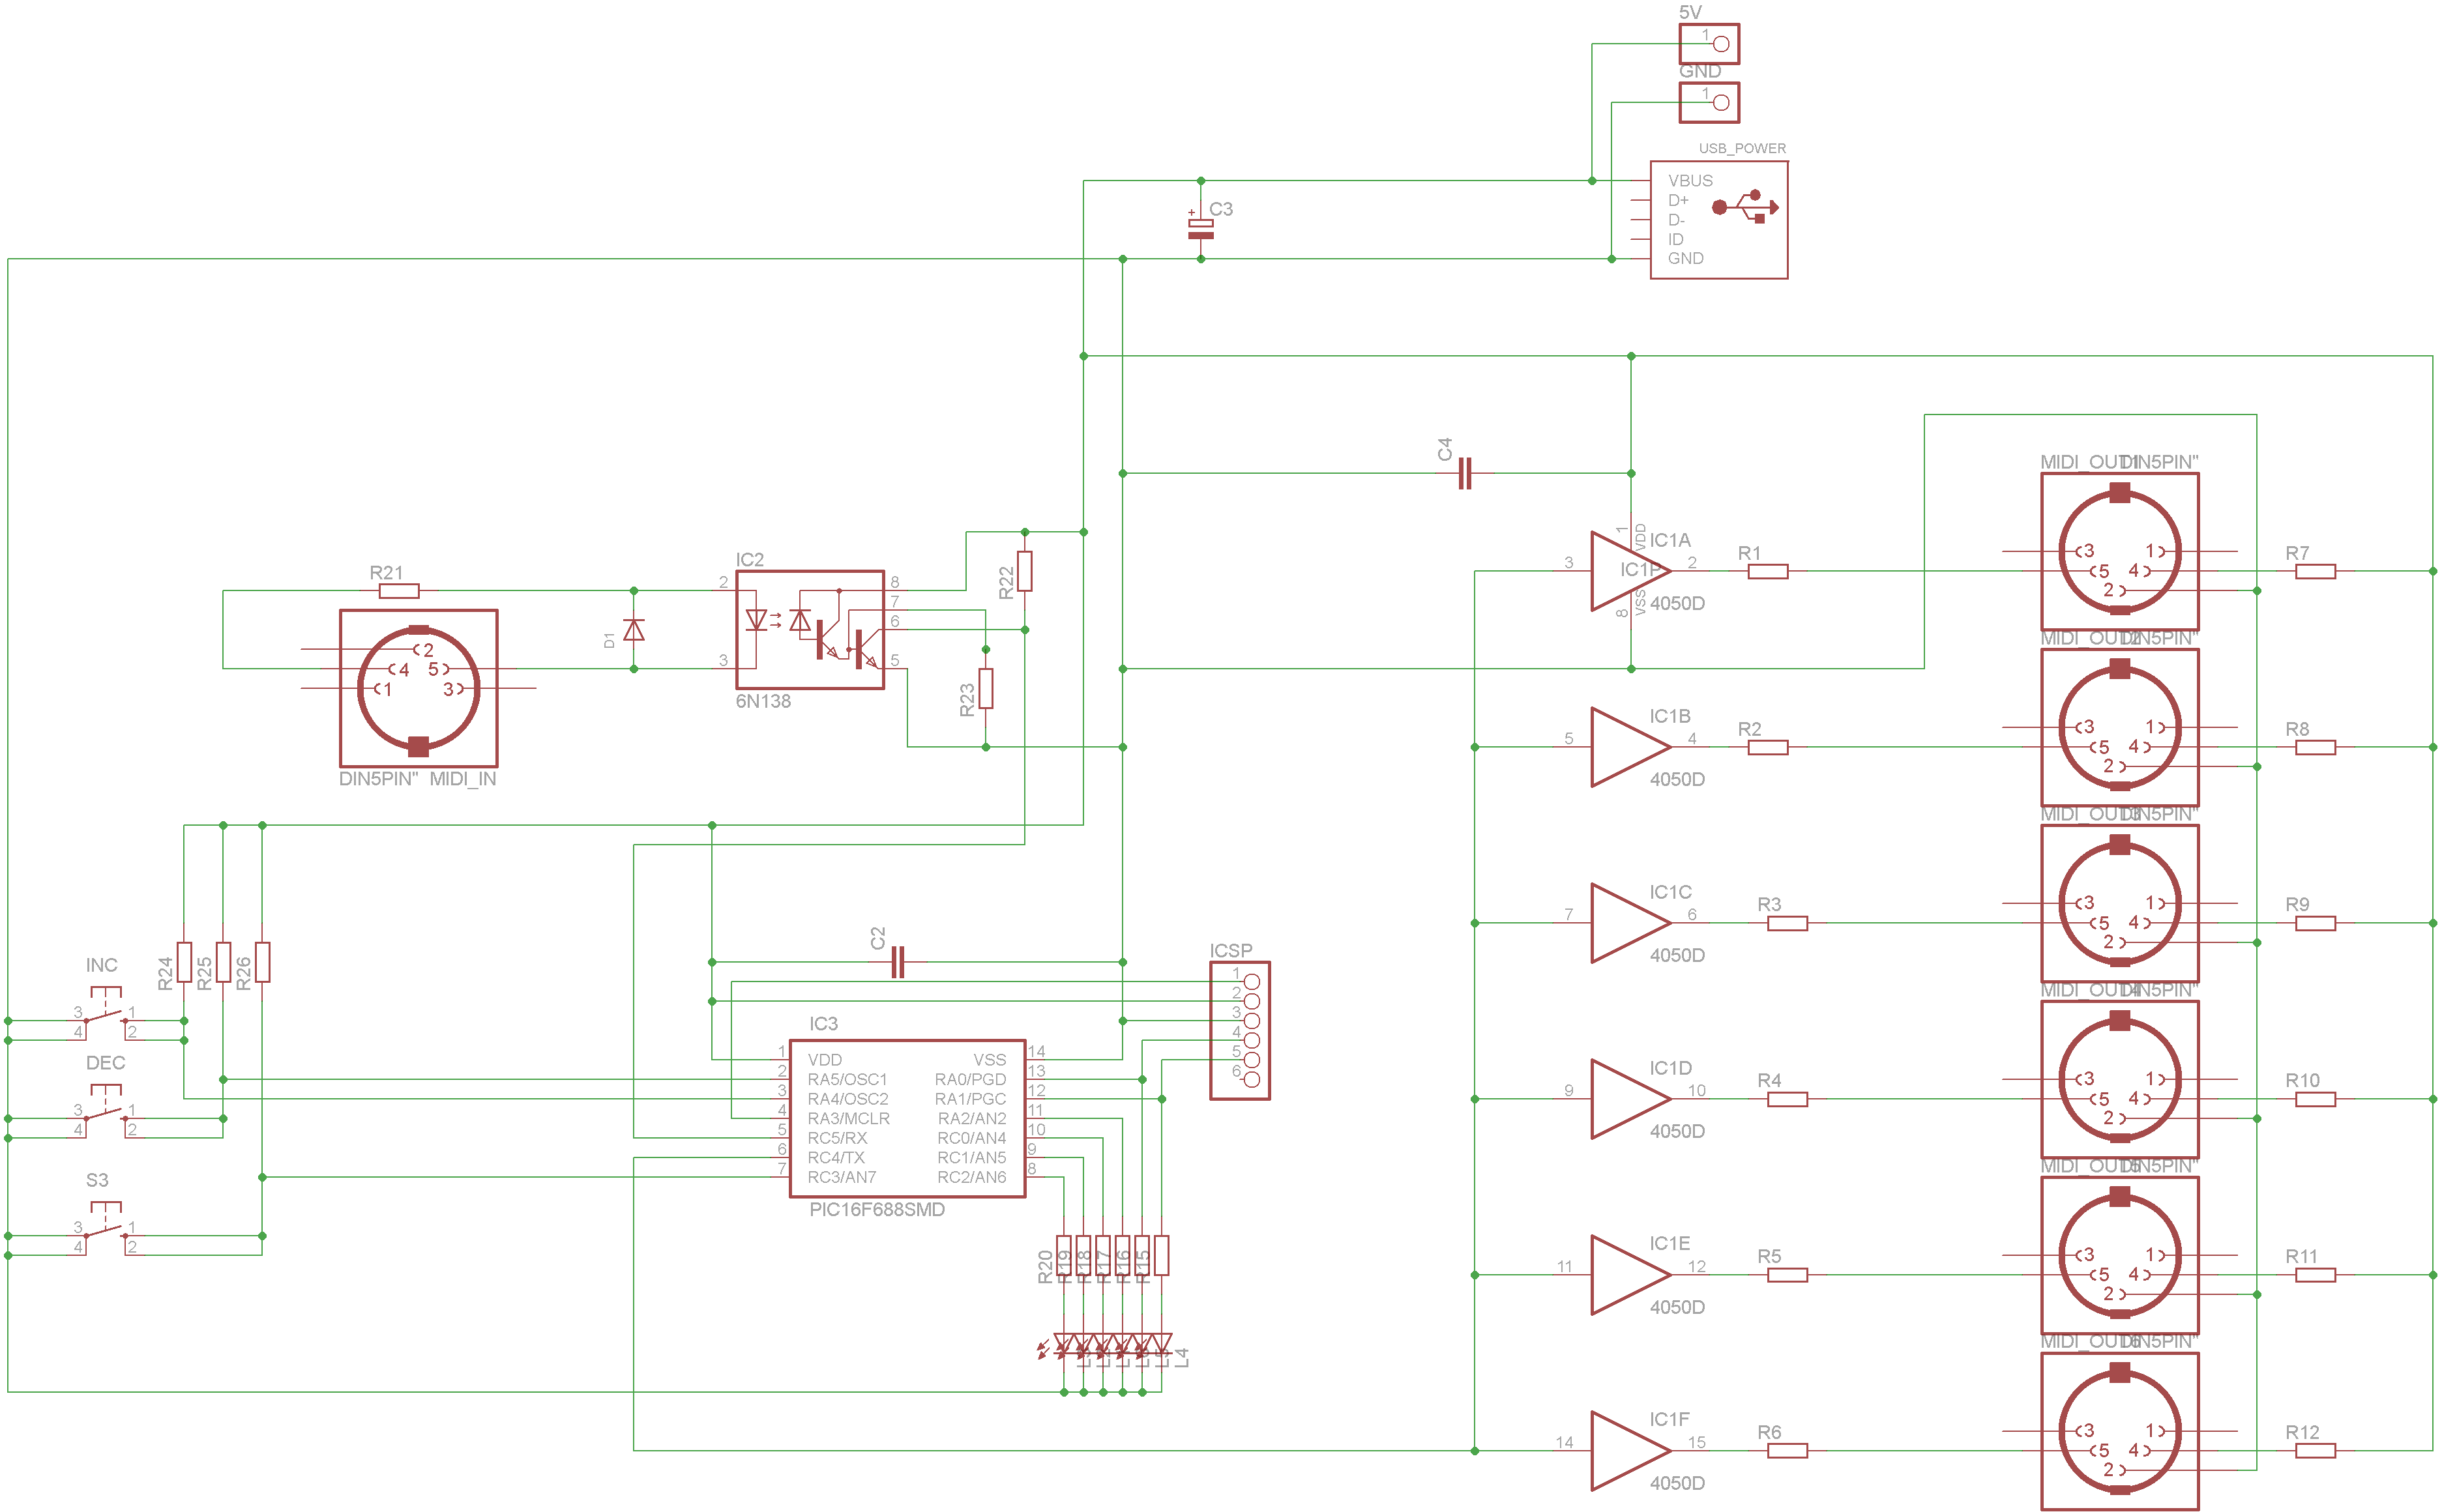 5V
1
GND
1
USB_POWER
VBUS
D+
D-
ID
GND
+ C3
C4
MIDI_OUT1 DIN5PIN"
3 1
5 4
2
R7
IC1A
IC1P
4050D
3 2
1 VDD
8 VSS
R1
R21
IC2
6N138
2 8
7
6
3 5
D1
R22
R23
2
4 5
1 3
DIN5PIN" MIDI_IN
MIDI_OUT2 DIN5PIN"
3 1
5 4
2
R8
IC1B
5 4
4050D
R2
MIDI_OUT3 DIN5PIN"
3 1
5 4
2
R9
IC1C
7 6
4050D
R3
C2
ICSP
1
2
3
4
5
6
R24
R25
R26
INC
3 1
4 2
DEC
3 1
4 2
S3
3 1
4 2
IC3
1 VDD VSS 14
2 RA5/OSC1 RA0/PGD 13
3 RA4/OSC2 RA1/PGC 12
4 RA3/MCLR RA2/AN2 11
5 RC5/RX RC0/AN4 10
6 RC4/TX RC1/AN5 9
7 RC3/AN7 RC2/AN6 8
PIC16F688SMD
R20
R19
R18
R17
R16
R15
L4
MIDI_OUT4 DIN5PIN"
3 1
5 4
2
R10
IC1D
9 10
4050D
R4
MIDI_OUT5 DIN5PIN"
3 1
5 4
2
R11
IC1E
11 12
4050D
R5
MIDI_OUT6 DIN5PIN"
3 1
5 4
2
R12
IC1F
14 15
4050D
R6